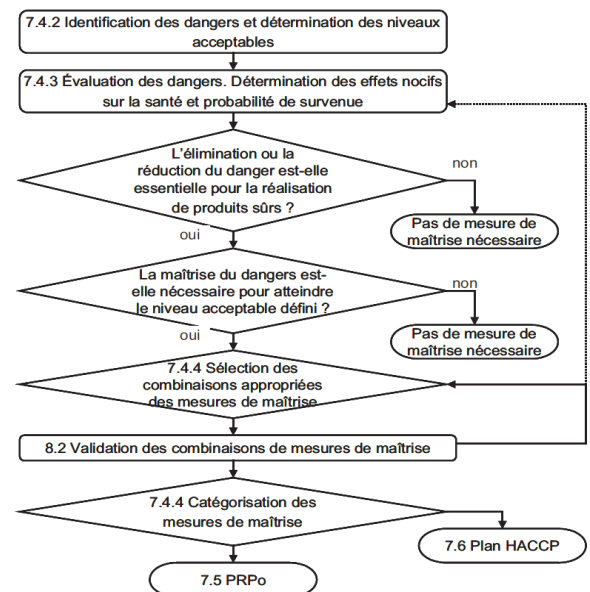 7.4.2 Identification des dangers et détermination des niveaux
acceptables
7.4.3 Évaluation des dangers. Détermination des effets nocifs
sur la santé et probabilité de survenue
L'élimination ou la
réduction du danger est-elle
essentielle pour la réalisation
de produits sûrs ?
non
Pas de mesure de
maîtrise nécessaire
oui
La maîtrise du dangers est-
elle nécessaire pour atteindre
le niveau acceptable défini ?
non
Pas de mesure de
maîtrise nécessaire
oui
7.4.4 Sélection des
combinaisons appropriées
des mesures de maîtrise
8.2 Validation des combinaisons de mesures de maîtrise
7.4.4 Catégorisation des
mesures de maîtrise
7.6 Plan HACCP
7.5 PRPo